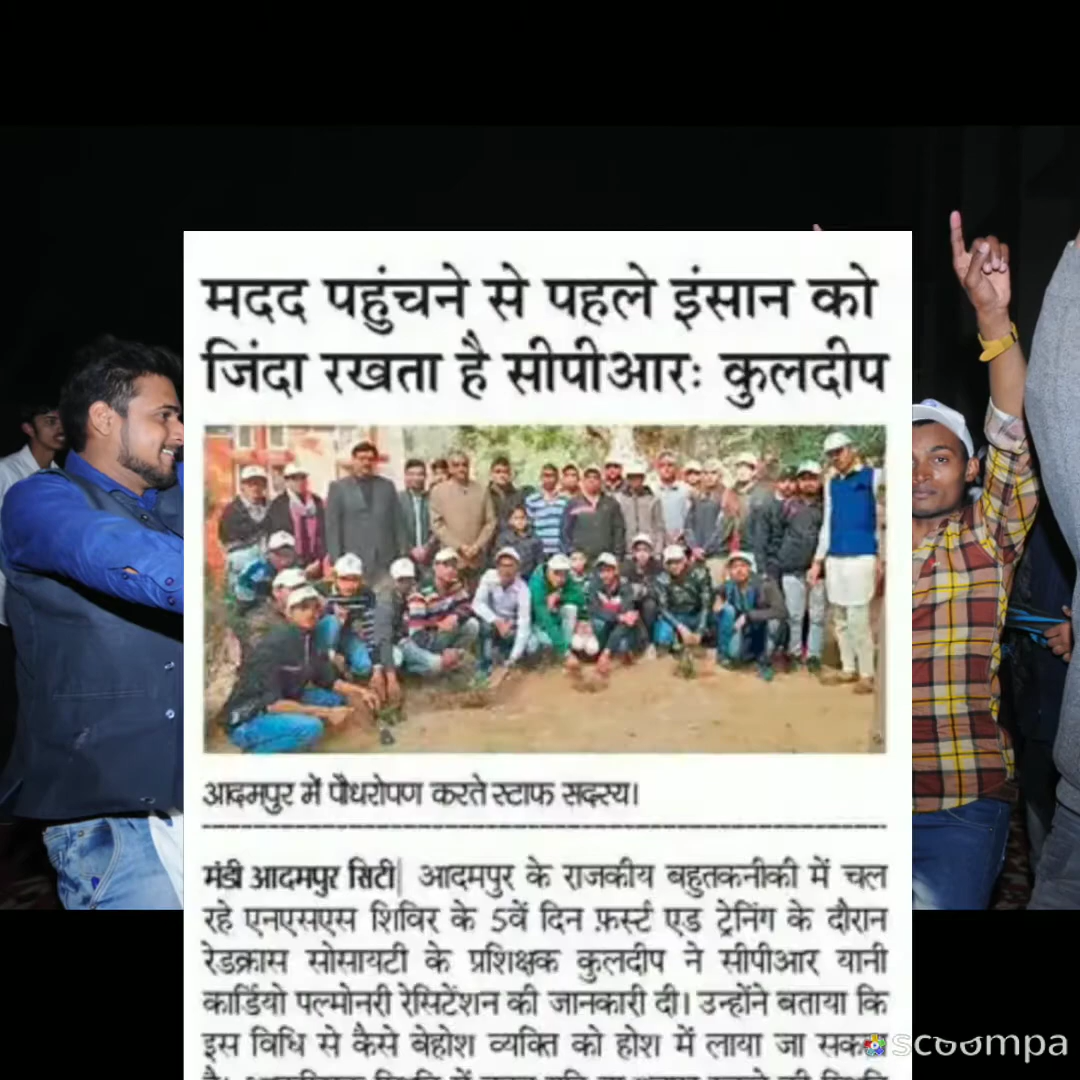 मदद पहुंचने से पहले इंसान को
जिंदा रखता है सीपीआरः कुलदीप
आदमपुर में पौधरोपण करते स्टाफ सदस्य।
मंडी आदमपुर सिटी| आदमपुर के राजकीय बहुतकनीकी में चल
रहे एनएसएस शिविर के 5वें दिन फ़र्स्ट एड ट्रेनिंग के दौरान
रेडक्रास सोसायटी के प्रशिक्षक कुलदीप ने सीपीआर यानी
कार्डियो पल्मोनरी रेसिटेंशन की जानकारी दी। उन्होंने बताया कि
इस विधि से कैसे बेहोश व्यक्ति को होश में लाया जा
scoompa